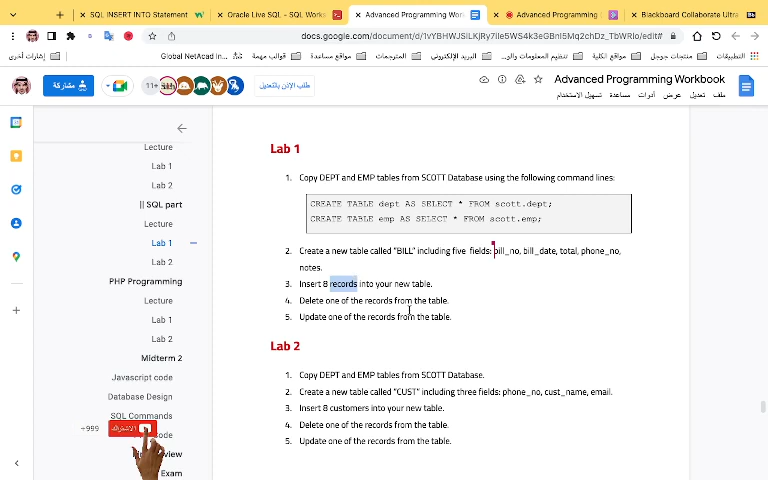 SQL INSERT INTO Statement
Oracle Live SQL - SQL Works
Advanced Programming Work
Advanced Programming
Blackboard Collaborate Ultra
docs.google.com/document/d/1vYBHWJSILKjRy7iIe5WS4k3eGBnI5Mq2chDz_TbWRIo/edit#
إشارات أخرى
Global NetAcad In...
قوالب مهمة
مواقع مساعدة
المترجمات
البريد الإلكتروني
تنظيم المعلومات والو...
مواقع الكلية
منتجات جوجل
التطبيقات
مشاركة
11+
طلب الإذن بالتعديل
Advanced Programming Workbook
ملف تعديل عرض أدوات مساعدة تسهيل الاستخدام
Lecture
Lab 1
Lab 2
|| SQL part
Lecture
Lab 1
Lab 2
PHP Programming
Lecture
Lab 1
Lab 2
Midterm 2
Javascript code
Database Design
SQL Commands
+999
الاشتراك
code
view
Exam
Lab 1
1. Copy DEPT and EMP tables from SCOTT Database using the following command lines:
CREATE TABLE dept AS SELECT * FROM scott.dept;
CREATE TABLE emp AS SELECT * FROM scott.emp;
2. Create a new table called “BILL” including five fields: bill_no, bill_date, total, phone_no,
notes.
3. Insert 8 records into your new table.
4. Delete one of the records from the table.
5. Update one of the records from the table.
Lab 2
1. Copy DEPT and EMP tables from SCOTT Database.
2. Create a new table called “CUST” including three fields: phone_no, cust_name, email.
3. Insert 8 customers into your new table.
4. Delete one of the records from the table.
5. Update one of the records from the table.